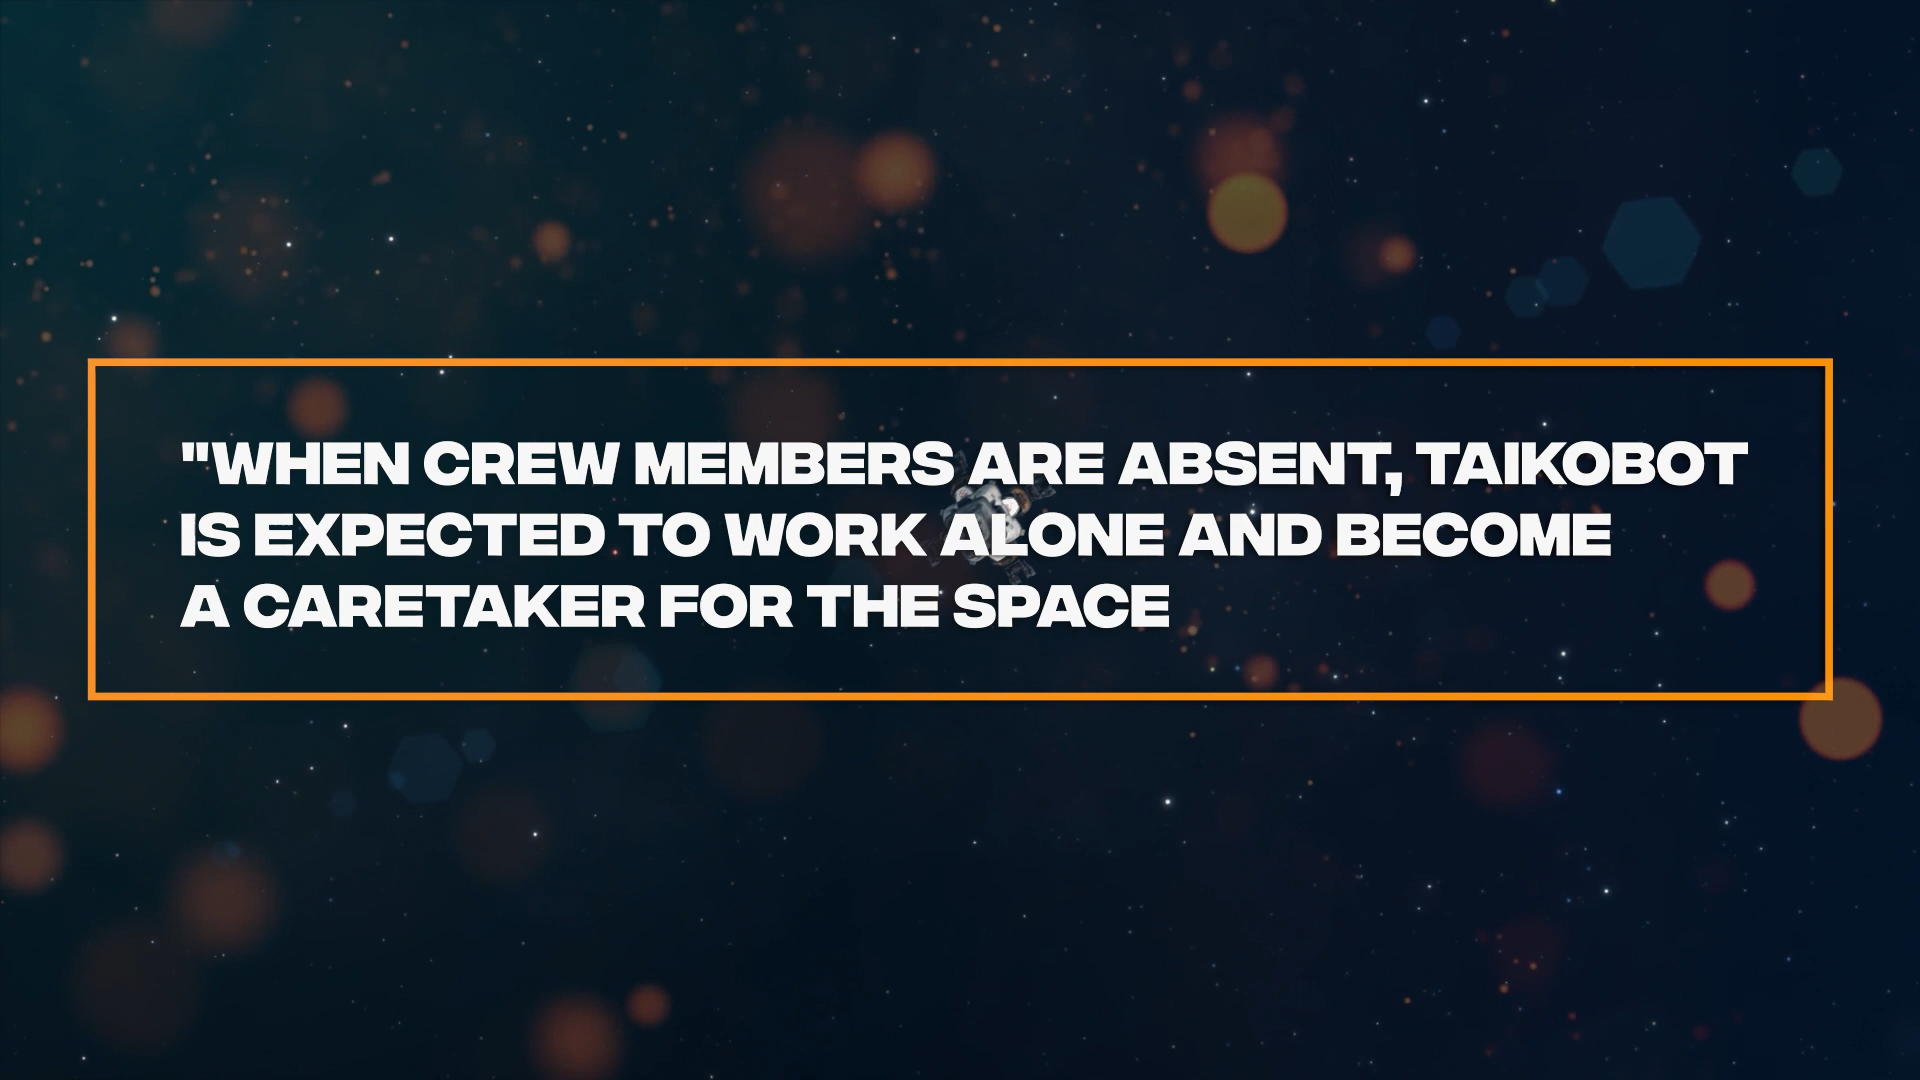 "WHEN CREW MEMBERS ARE ABSENT, TAIKOBOT
IS EXPECTED TO WORK ALONE AND BECOME
A CARETAKER FOR THE SPACE